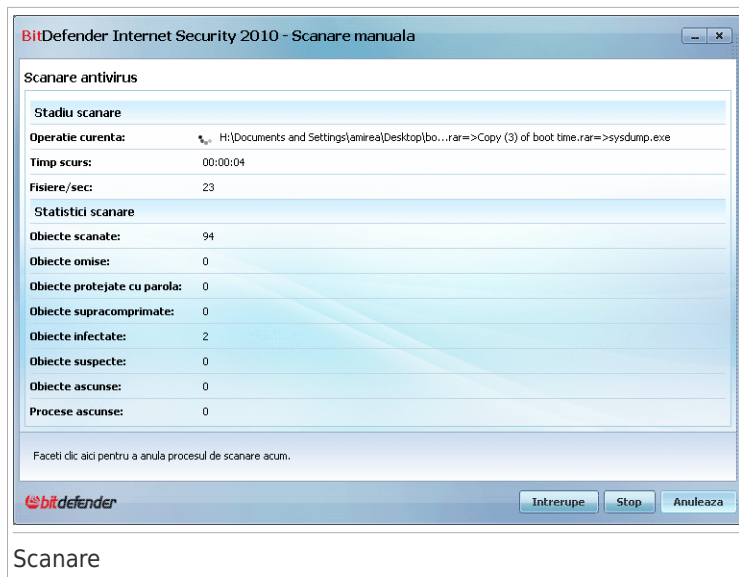 BitDefender Internet Security 2010 - Scanare manuala
Scanare antivirus
Stadiu scanare
Operatie curenta: H:\Documents and Settings\amirea\Desktop\bo...rar=>Copy (3) of boot time.rar=>sysdump.exe
Timp scurs: 00:00:04
Fisiere/sec: 23
Statistici scanare
Obiecte scanate: 94
Obiecte omise: 0
Obiecte protejate cu parola: 0
Obiecte supracomprimate: 0
Obiecte infectate: 2
Obiecte suspecte: 0
Obiecte ascunse: 0
Procese ascunse: 0
Faceti clic aici pentru a anula procesul de scanare acum.
bitdefender Intrerupe Stop Anuleaza
Scanare